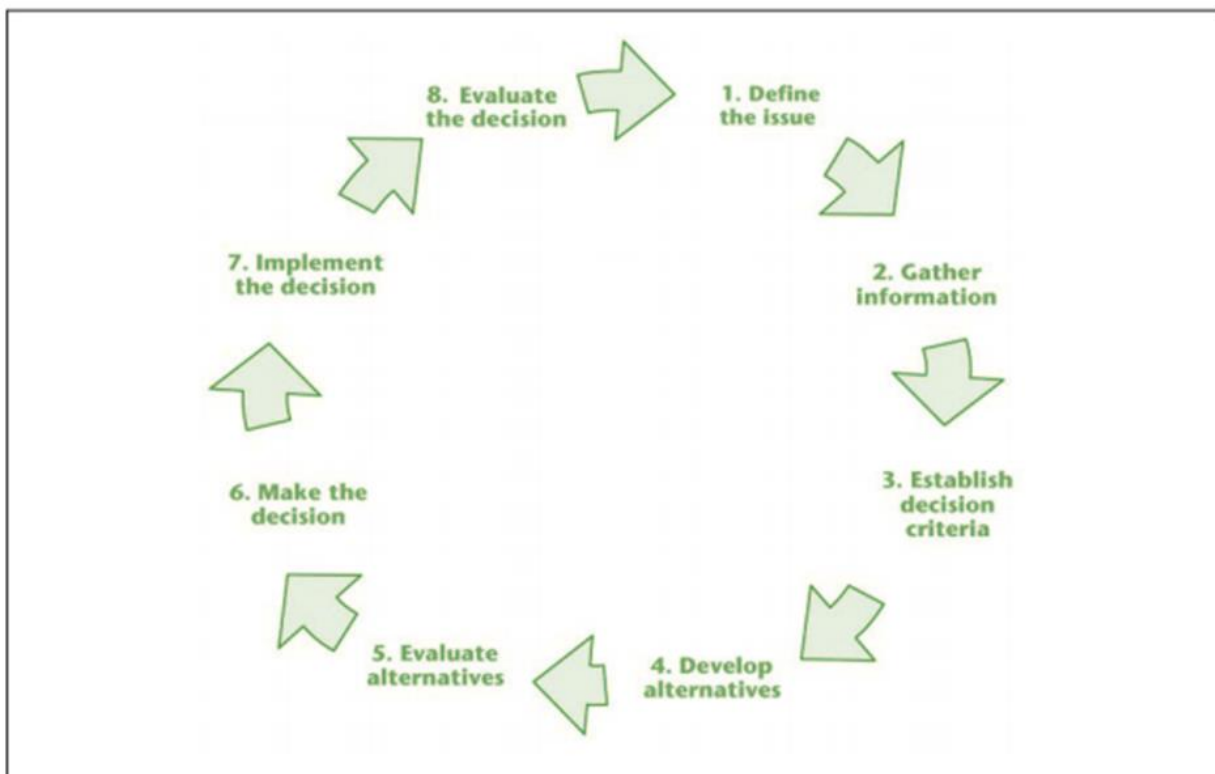 1. Define
the issue
2. Gather
information
3. Establish
decision
criteria
4. Develop
alternatives
5. Evaluate
alternatives
6. Make the
decision
7. Implement
the decision
8. Evaluate
the decision